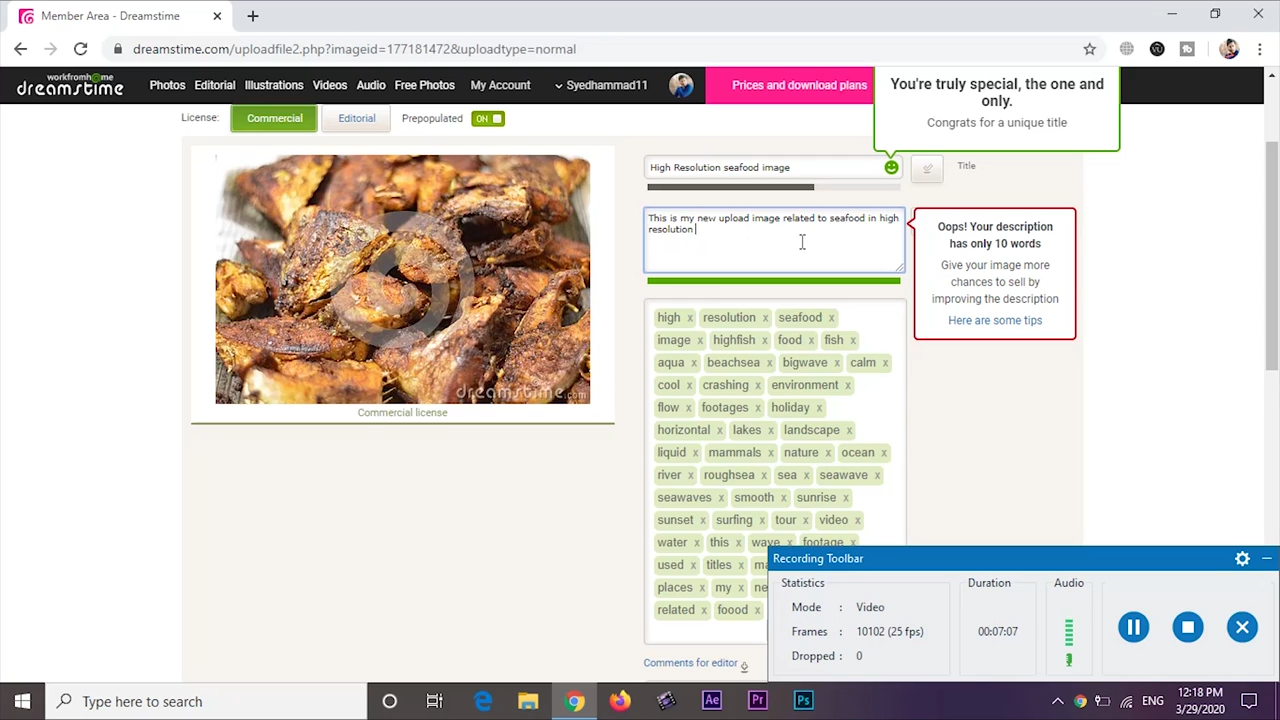 Member Area - Dreamstime
dreamstime.com/uploadfile2.php?imageid=177181472&uploadtype=normal
workfromh@me
dreamstime
Photos Editorial Illustrations Videos Audio Free Photos My Account Syedhammad11 Prices and download plans
You're truly special, the one and
only.
Congrats for a unique title
License: Commercial Editorial Prepopulated ON
High Resolution seafood image
Title
This is my new upload image related to seafood in high
resolution
Oops! Your description
has only 10 words
Give your image more
chances to sell by
improving the description
Here are some tips
dreamstime.com
Commercial license
high x resolution x seafood x
image x highfish x food x fish x
aqua x beachsea x bigwave x calm x
cool x crashing x environment x
flow x footages x holiday x
horizontal x lakes x landscape x
liquid x mammals x nature x ocean x
river x roughsea x sea x seawave x
seawaves x smooth x sunrise x
sunset x surfing x tour x video x
water x this x wave x footage x
used x titles x
places x my x
related x foood x
Comments for editor
Recording Toolbar
Statistics
Mode : Video
Frames : 10102 (25 fps)
Dropped : 0
Duration
00:07:07
Audio
Type here to search
Ae Pr Ps
ENG
12:18 PM
3/29/2020